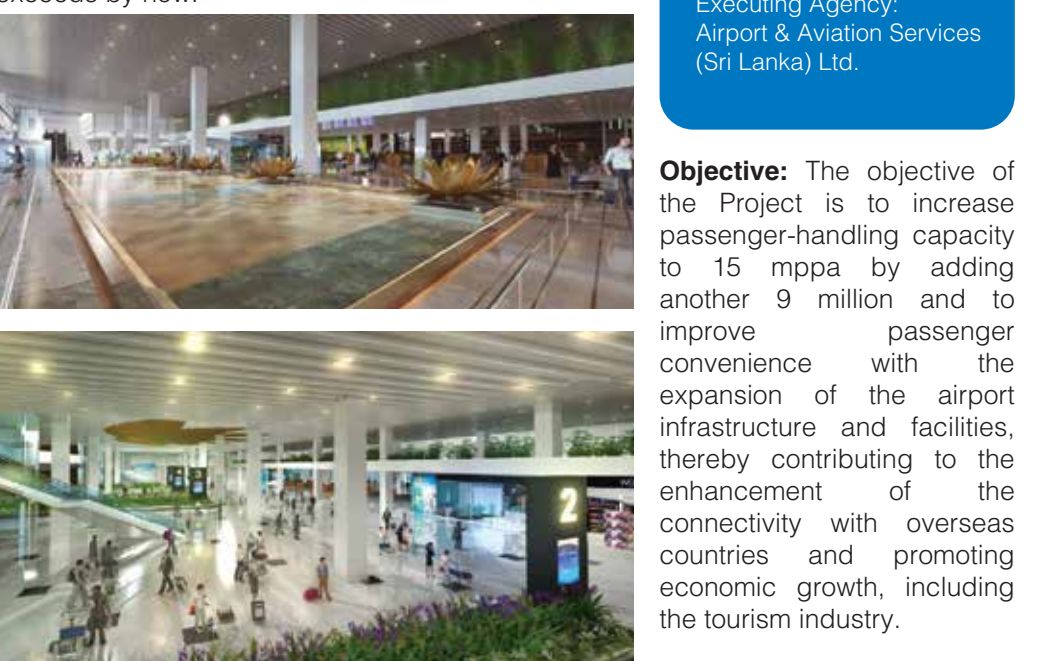 exceeds by now.
Executing Agency:
Airport & Aviation Services
(Sri Lanka) Ltd.
Objective: The objective of
the Project is to increase
passenger-handling capacity
to 15 mppa by adding
another 9 million and to
improve passenger
convenience with the
expansion of the airport
infrastructure and facilities,
thereby contributing to the
enhancement of the
connectivity with overseas
countries and promoting
economic growth, including
the tourism industry.
2